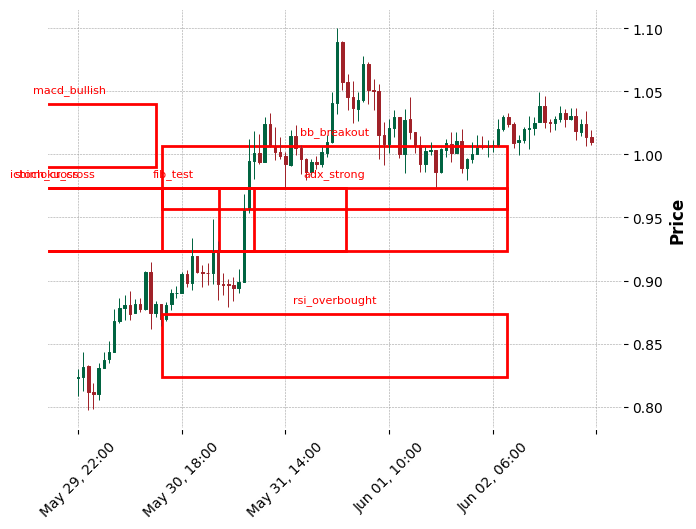 1.10
macd_bullish
1.05
bb_breakout
1.00
stoch_cross
fib_test
adx_strong
0.95
Price
0.90
rsi_overbought
0.85
0.80
May 29, 22:00
May 30, 18:00
May 31, 14:00
Jun 01, 10:00
Jun 02, 06:00